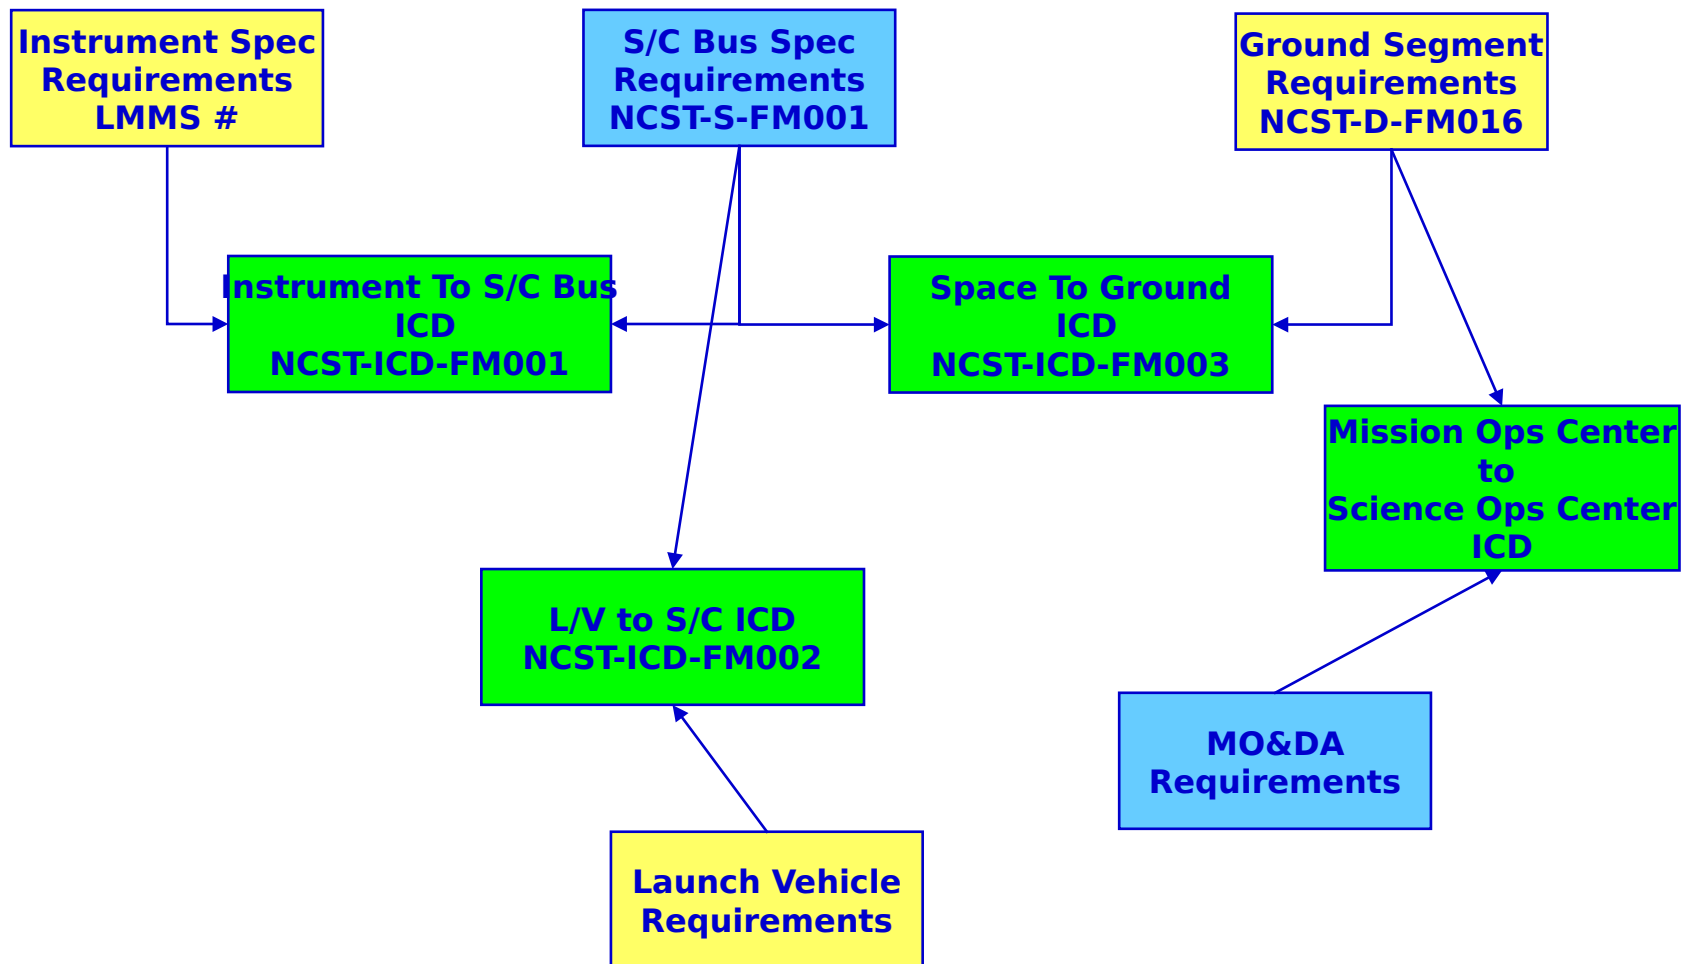 Instrument Spec
Requirements
LMMS #
S/C Bus Spec
Requirements
NCST-S-FM001
Ground Segment
Requirements
NCST-D-FM016
Instrument To S/C Bus
ICD
NCST-ICD-FM001
Space To Ground
ICD
NCST-ICD-FM003
Mission Ops Center
to
Science Ops Center
ICD
L/V to S/C ICD
NCST-ICD-FM002
MO&DA
Requirements
Launch Vehicle
Requirements